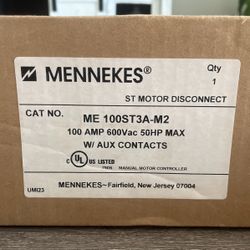 MENNEKES®
Qty
1
ST MOTOR DISCONNECT
CAT NO.
ME 100ST3A-M2
100 AMP 600Vac 50HP MAX
W/ AUX CONTACTS
UL US LISTED
MANUAL MOTOR CONTROLLER
MENNEKES~Fairfield, New Jersey 07004
UMI23